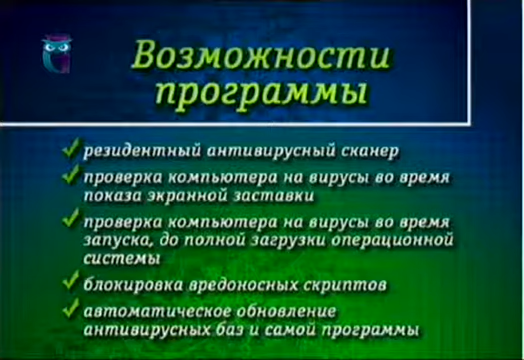 Возможности
программы
резидентный антивирусный сканер
проверка компьютера на вирусы во время
показа экранной заставки
проверка компьютера на вирусы во время
запуска, до полной загрузки операционной
системы
блокировка вредоносных скриптов
автоматическое обновление
антивирусных баз и самой программы